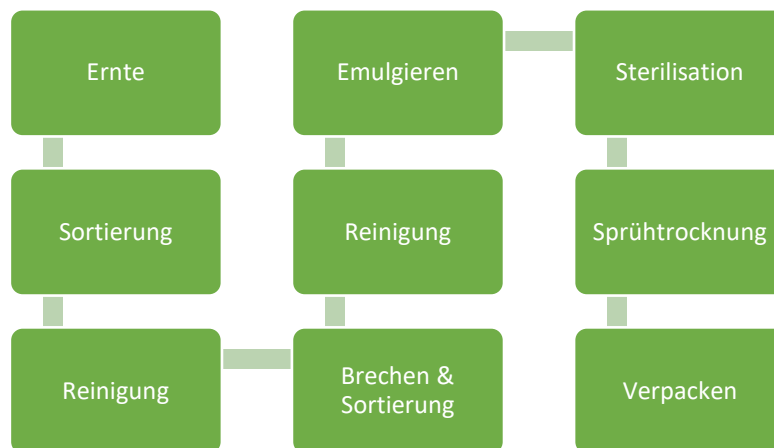 Ernte
Sortierung
Reinigung
Brechen &
Sortierung
Reinigung
Emulgieren
Sterilisation
Sprühtrocknung
Verpacken